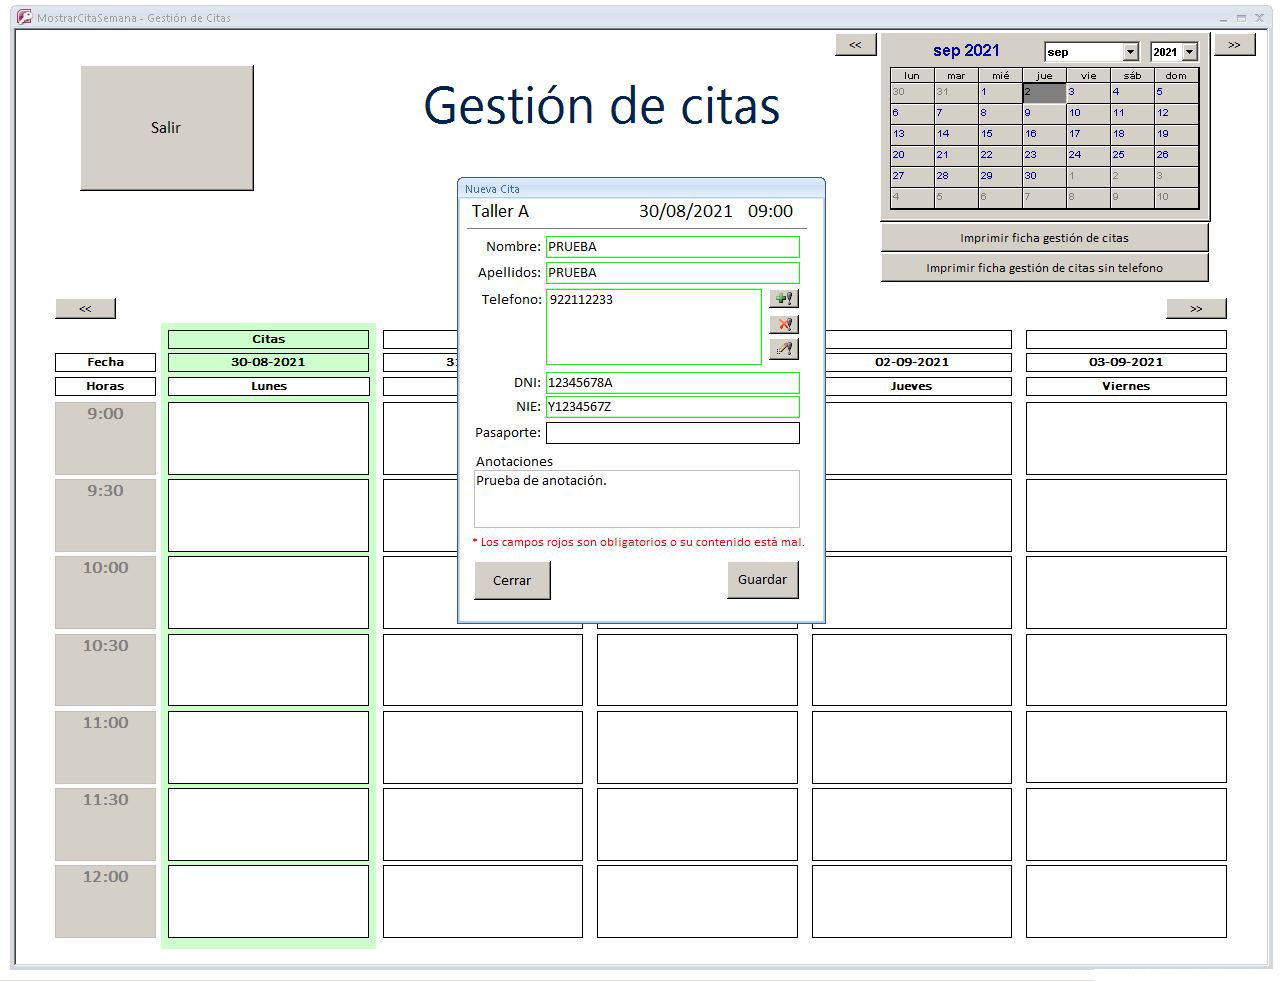 MostrarCitaSemana - Gestión de Citas
<< sep 2021 sep 2021 >>
lun mar mié jue vie sáb dom
30 31 1 2 3 4 5
6 7 8 9 10 11 12
13 14 15 16 17 18 19
20 21 22 23 24 25 26
27 28 29 30 1 2 3
4 5 6 7 8 9 10
Salir
Gestión de citas
Imprimir ficha gestión de citas
Imprimir ficha gestión de citas sin telefono
Nueva Cita
Taller A 30/08/2021 09:00
Nombre: PRUEBA
Apellidos: PRUEBA
Telefono: 922112233
DNI: 12345678A
NIE: Y1234567Z
Pasaporte:
Anotaciones
Prueba de anotación.
* Los campos rojos son obligatorios o su contenido está mal.
Cerrar Guardar
<< >>
Citas
Fecha 30-08-2021 31 02-09-2021 03-09-2021
Horas Lunes Jueves Viernes
9:00
9:30
10:00
10:30
11:00
11:30
12:00